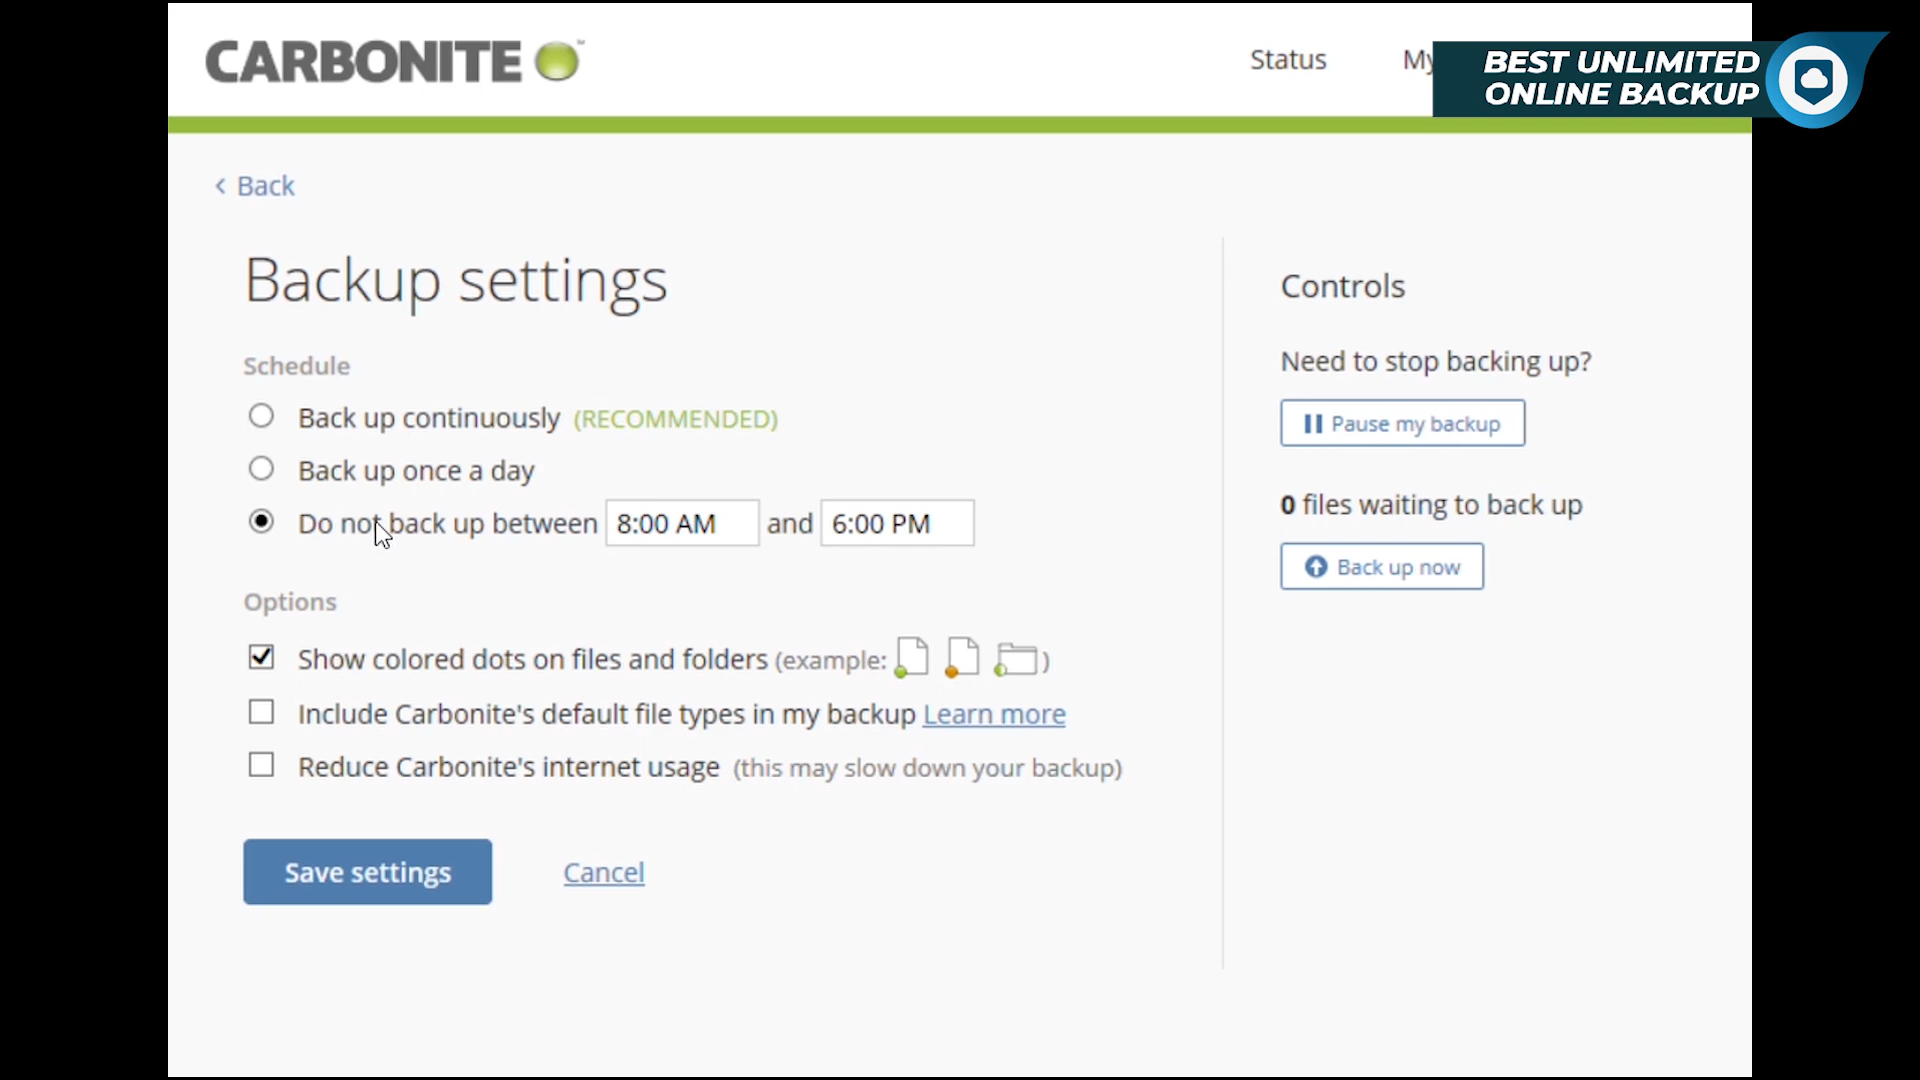 CARBONITE
Status
My
BEST UNLIMITED
ONLINE BACKUP
< Back
Backup settings
Schedule
Back up continuously (RECOMMENDED)
Back up once a day
Do not back up between 8:00 AM and 6:00 PM
Options
Show colored dots on files and folders (example: )
Include Carbonite's default file types in my backup Learn more
Reduce Carbonite's internet usage (this may slow down your backup)
Save settings
Cancel
Controls
Need to stop backing up?
Pause my backup
0 files waiting to back up
Back up now